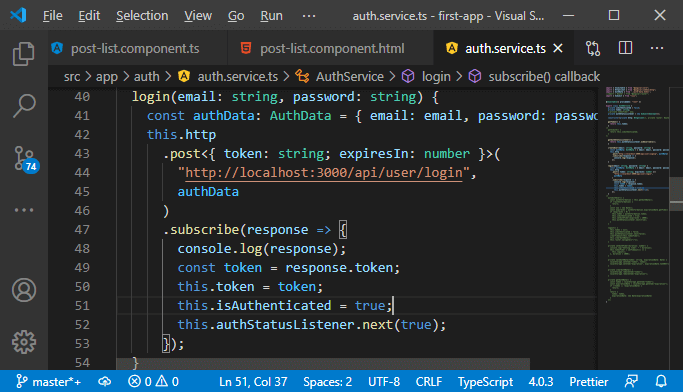 Selection View Go Run ··· auth.service.ts - first-app - Visual S...
post-list.component.ts post-list.component.html auth.service.ts
src > app > auth > auth.service.ts > AuthService > login > subscribe() callback
40 login(email: string, password: string) {
41 const authData: AuthData = { email: email, password: passwo
42 this.http
43 .post<{ token: string; expiresIn: number }>(
44 "http://localhost:3000/api/user/login",
45 authData
46 )
47 .subscribe(response => {
48 console.log(response);
49 const token = response.token;
50 this.token = token;
51 this.isAuthenticated = true;
52 this.authStatusListener.next(true);
53 });
54 }
74
master*+ 0 0 Ln 51, Col 37 Spaces: 2 UTF-8 CRLF TypeScript 4.0.3 Prettier